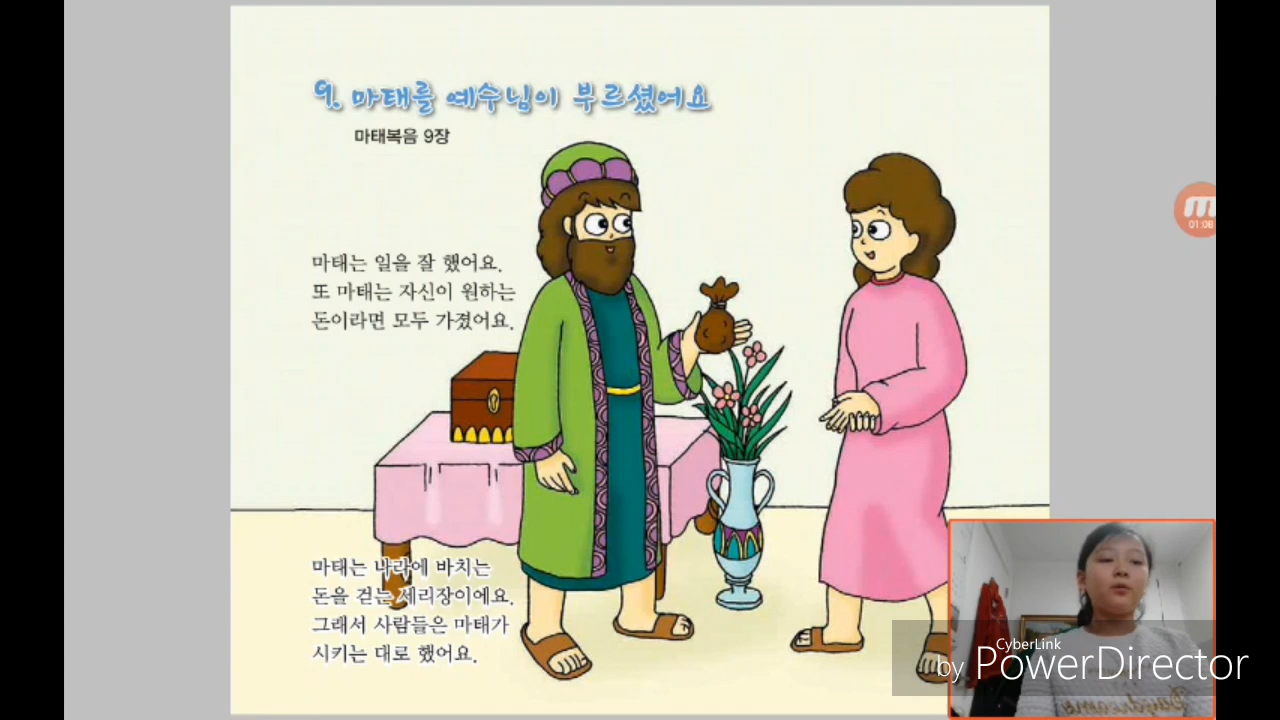 9. 마태를 예수님이 부르셨어요
마태복음 9장
마태는 일을 잘 했어요.
또 마태는 자신이 원하는
돈이라면 모두 가졌어요.
마태는 나라에 바치는
돈을 걷는 세리장이에요.
그래서 사람들은 마태가
시키는 대로 했어요.
01:08
CyberLink
by PowerDirector